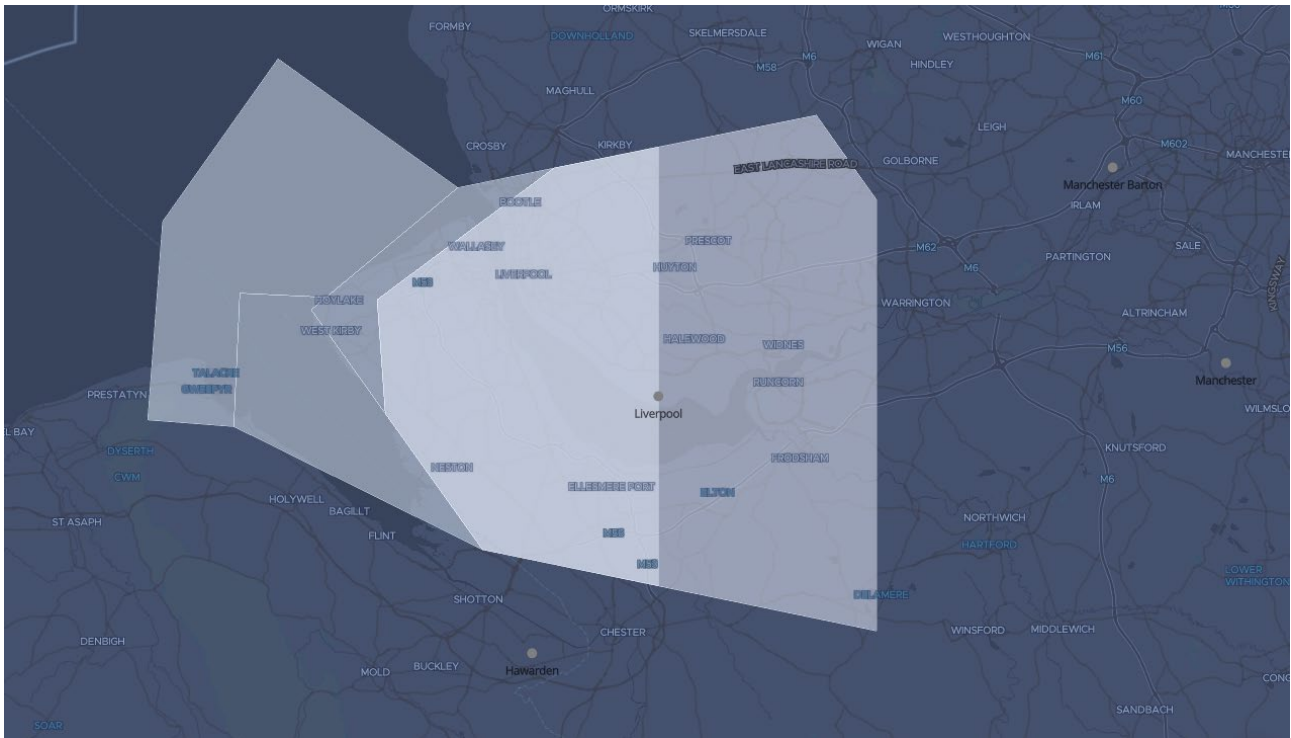 ORMSKIRK
FORMBY
DOWNHOLLAND
SKELMERSDALE
WESTHOUGHTON
WIGAN
M6
M61
HINDLEY
M58
MAGHULL
M60
LEIGH
CROSBY
KIRKBY
M602
MANCHESTER
EAST LANCASHIRE ROAD
GOLBORNE
Manchester Barton
BOOTLE
IRLAM
WALLASEY
PRESCOT
M62
SALE
PARTINGTON
LIVERPOOL
HUYTON
M6
M53
KINGSWAY
HOYLAKE
WARRINGTON
ALTRINCHAM
WEST KIRBY
HALEWOOD
WIDNES
M56
TALACRE
RUNCORN
Manchester
GWESPYR
PRESTATYN
WILMSLO
Liverpool
EL BAY
DYSERTH
KNUTSFORD
FRODSHAM
NESTON
CWM
M6
ELLESMERE PORT
ELTON
HOLYWELL
BAGILLT
ST ASAPH
NORTHWICH
FLINT
M53
HARTFORD
M53
LOWER
WITHINGTON
DELAMERE
SHOTTON
CHESTER
WINSFORD
MIDDLEWICH
DENBIGH
BUCKLEY
Hawarden
MOLD
CONG
SANDBACH
SOAR